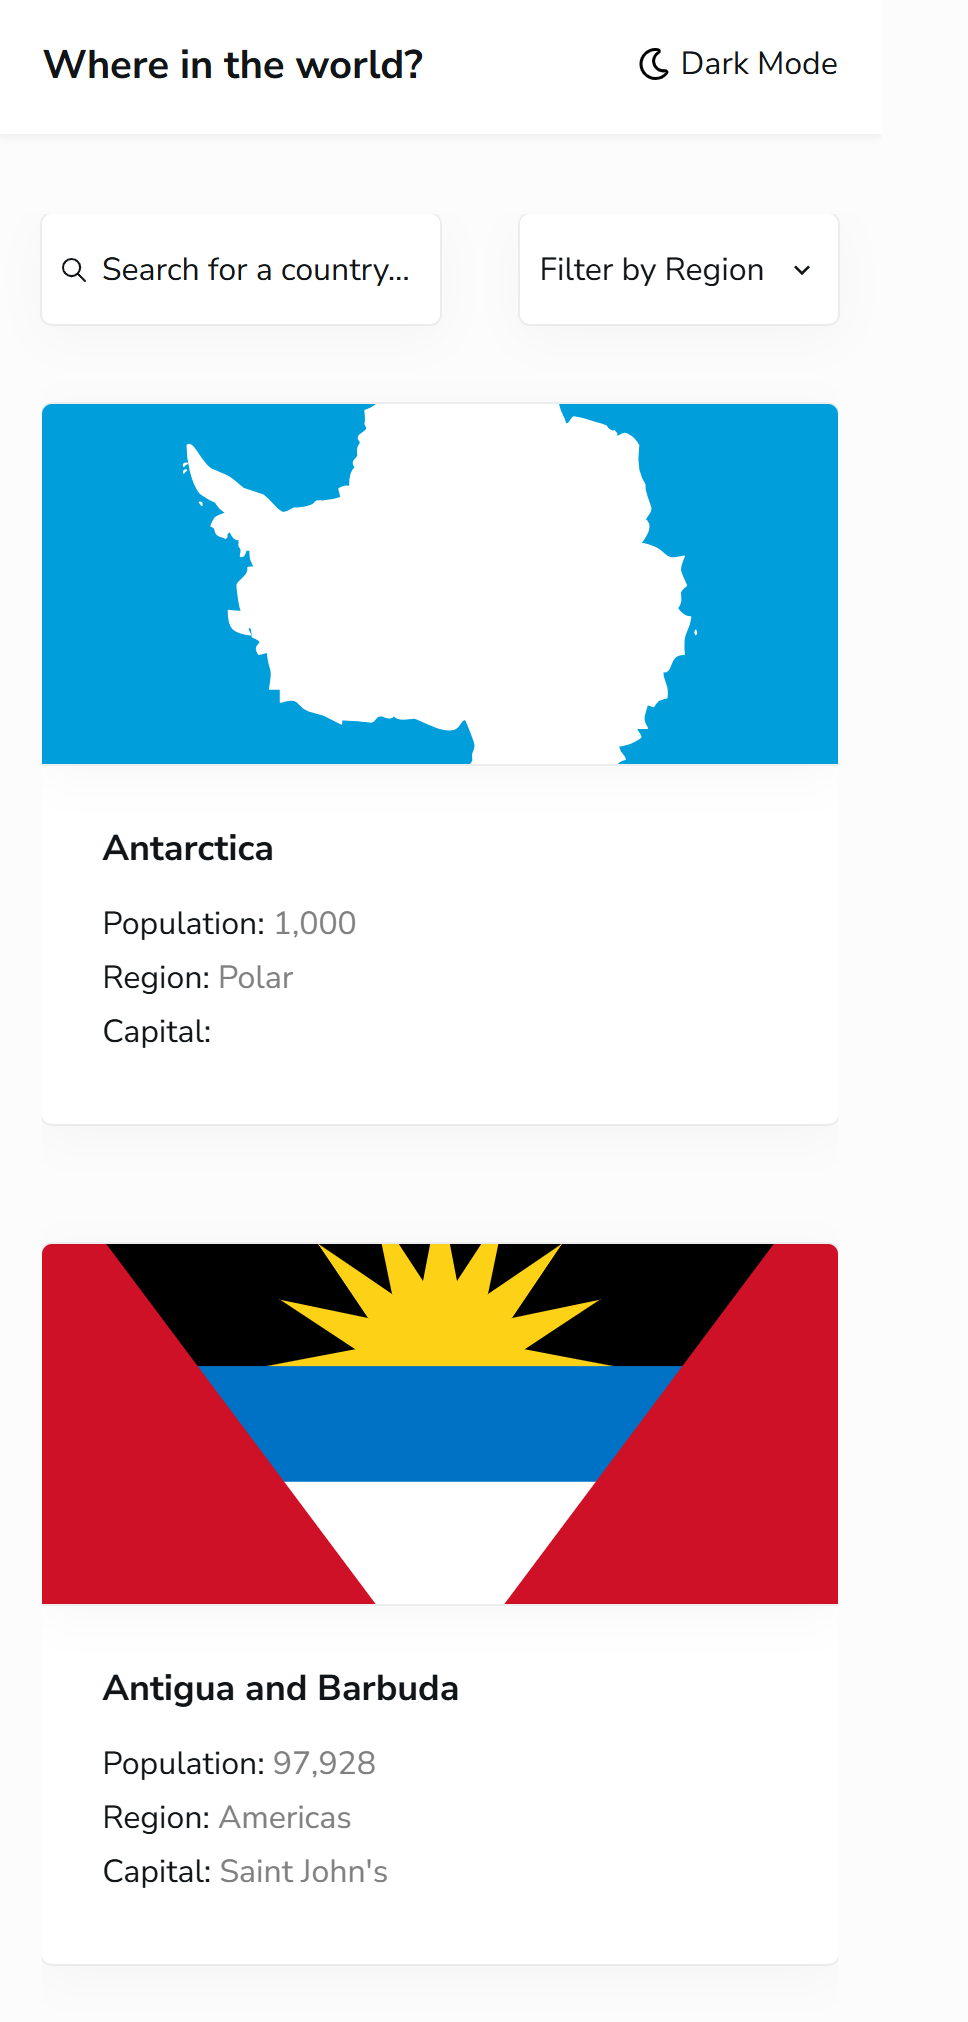 Where in the world?
Dark Mode
Search for a country...
Filter by Region
Antarctica
Population: 1,000
Region: Polar
Capital:
Antigua and Barbuda
Population: 97,928
Region: Americas
Capital: Saint John's